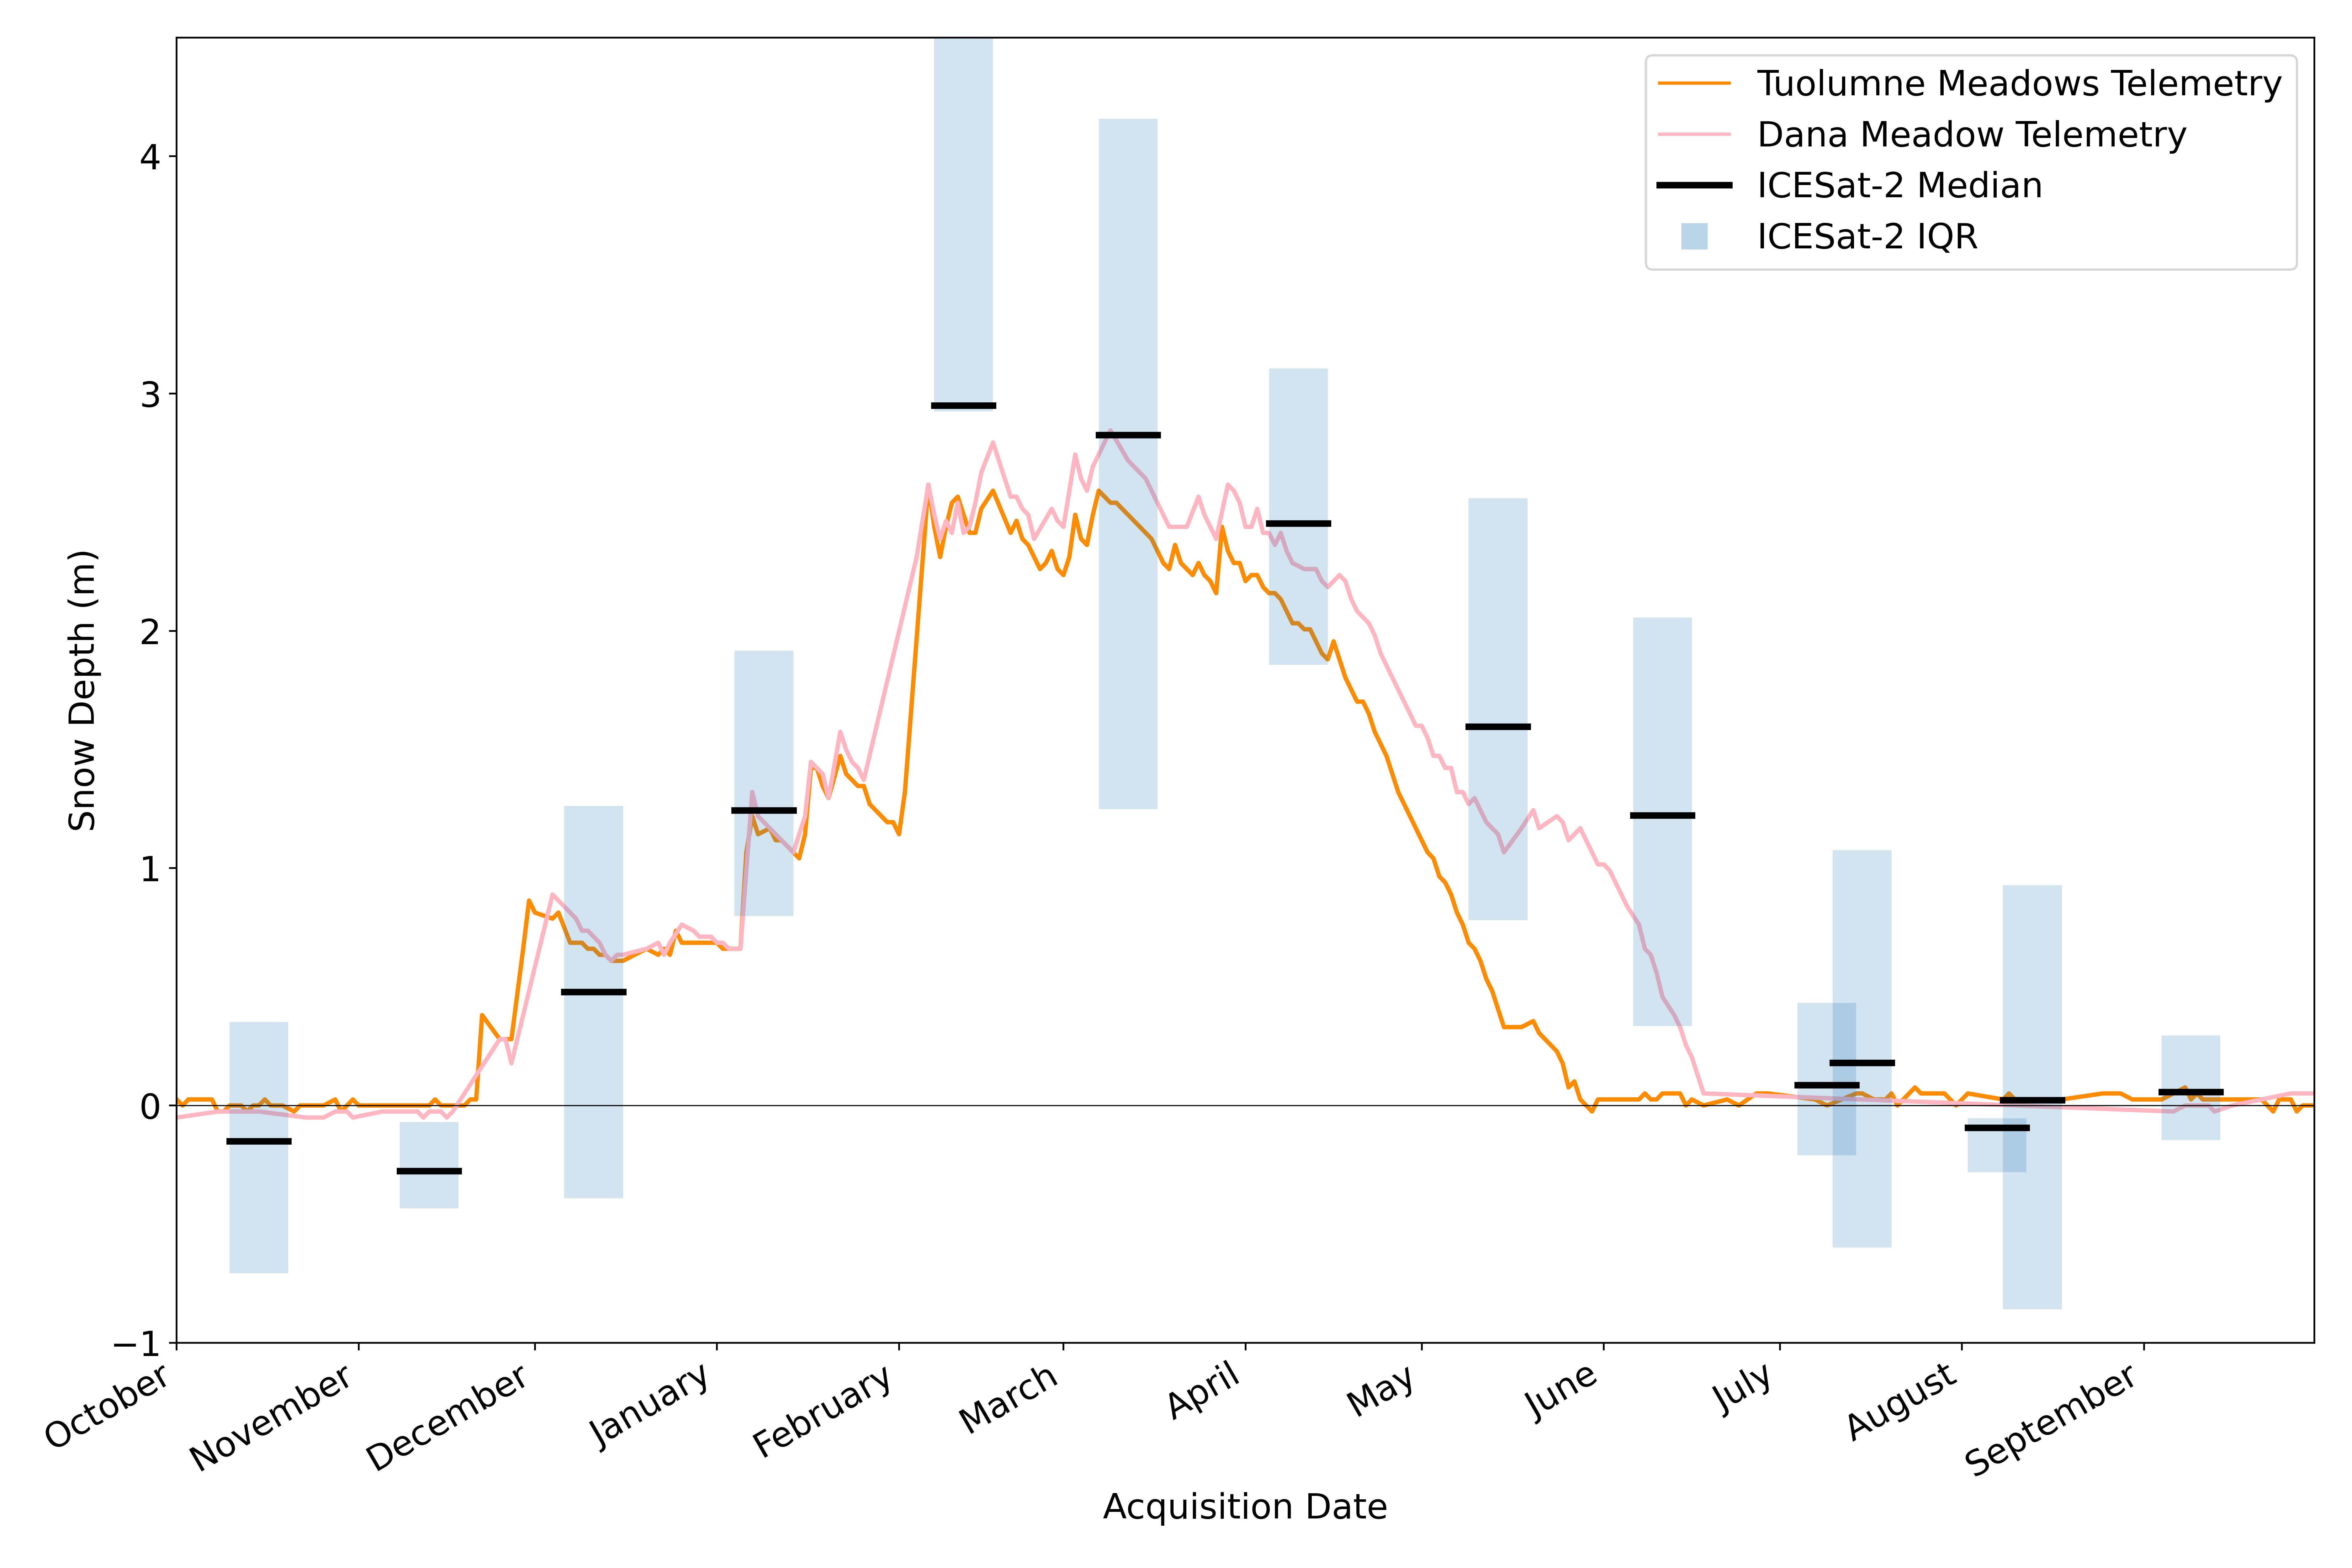 Tuolumne Meadows Telemetry
Dana Meadow Telemetry
ICESat-2 Median
ICESat-2 IQR
Snow Depth (m)
4
3
2
1
0
−1
October
November
December
January
February
March
April
May
June
July
August
September
Acquisition Date